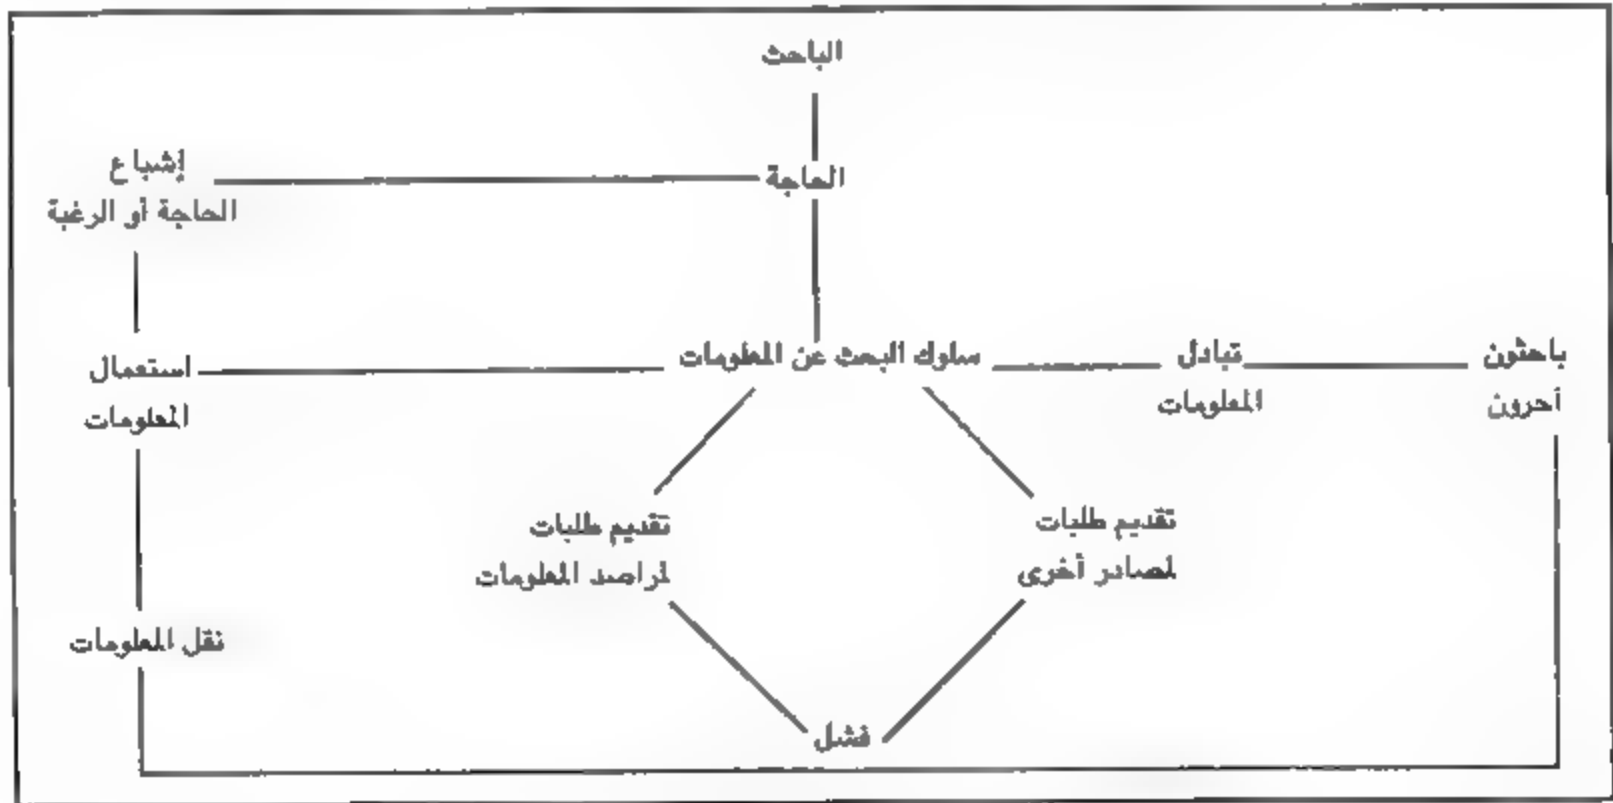 الباحث
إشباع
الحاجة أو الرغبة
الحاجة
باحثون
أحرون
تبادل
المعلومات
سلوك البحث عن المعلومات
استعمال
المعلومات
تقديم طلبات
لمصادر أخرى
تقديم طلبات
لمراصد المعلومات
نقل المعلومات
فشل